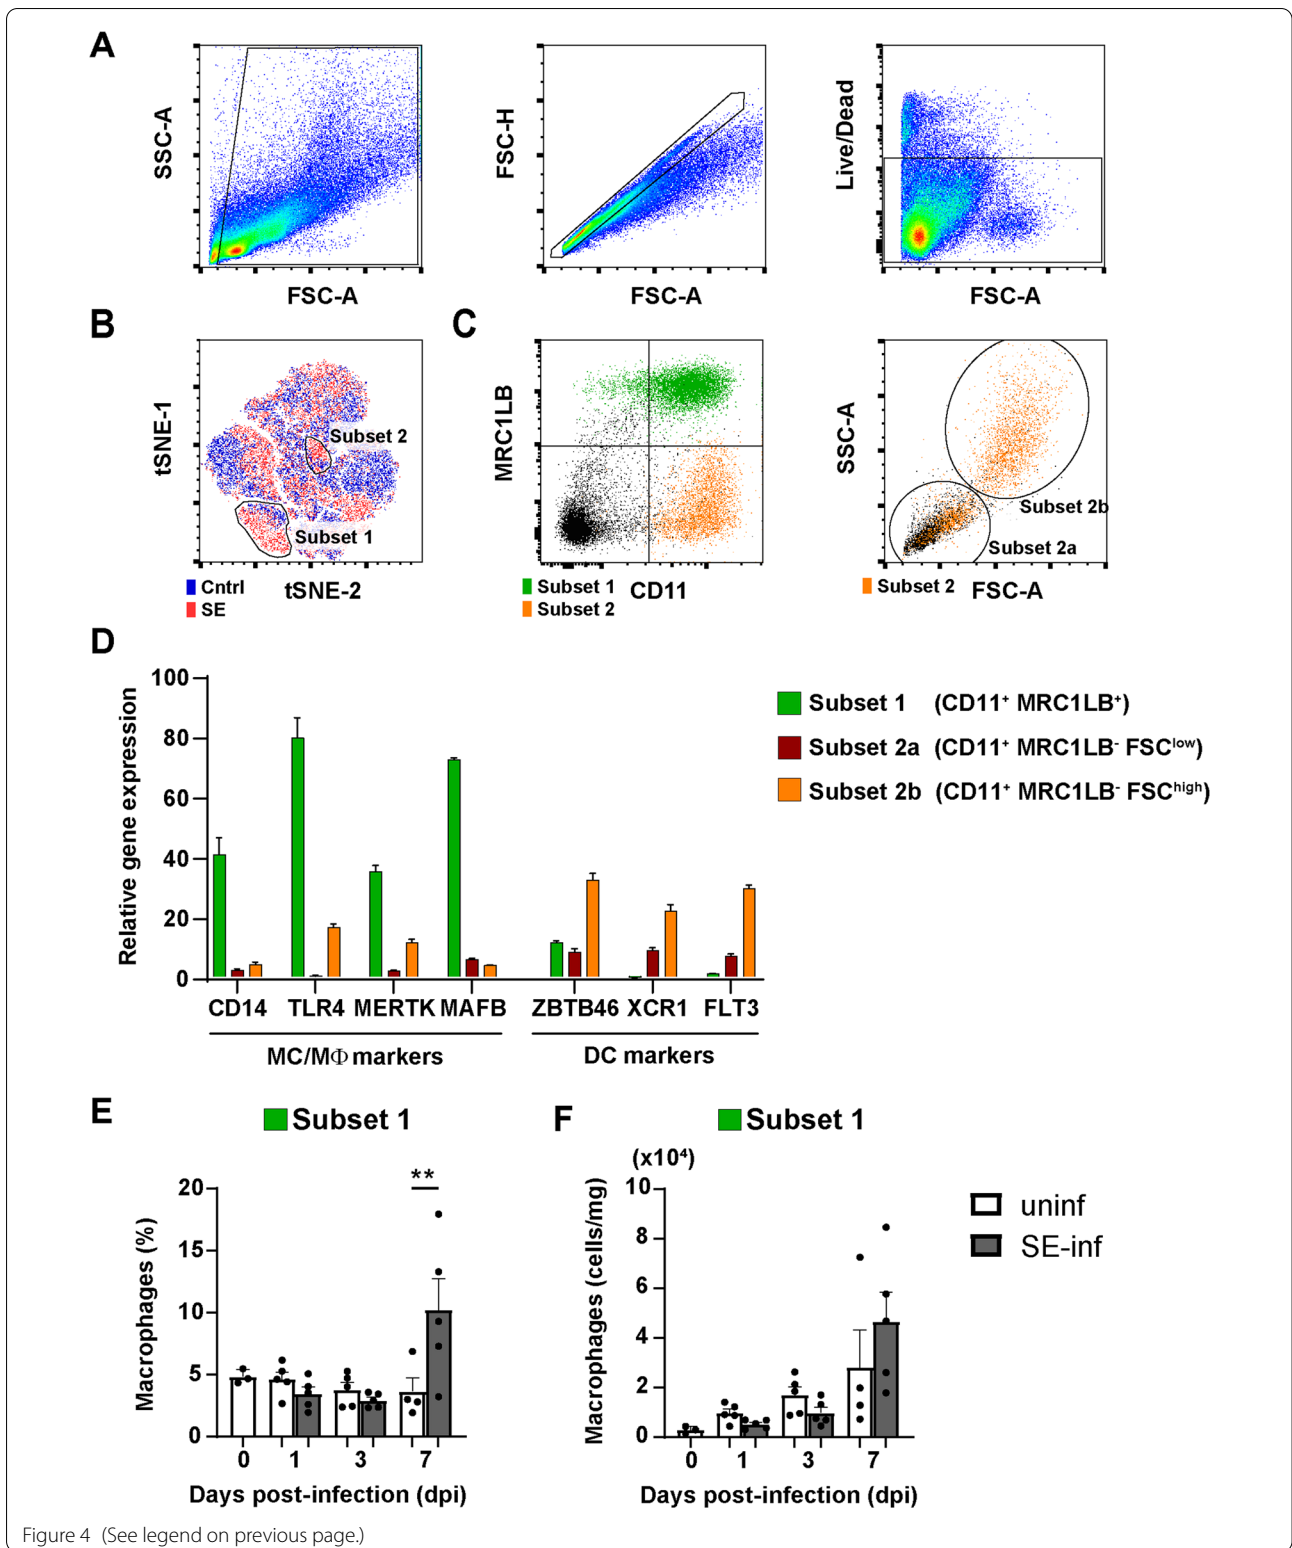 A
SSC-A
FSC-A
FSC-H
FSC-A
Live/Dead
FSC-A
B
tSNE-1
Subset 2
Subset 1
Cntrl
SE
tSNE-2
C
MRC1LB
Subset 1
Subset 2
CD11
SSC-A
Subset 2b
Subset 2a
Subset 2
FSC-A
D
Relative gene expression
100
80
60
40
20
0
CD14 TLR4 MERTK MAFB ZBTB46 XCR1 FLT3
MC/MΦ markers DC markers
Subset 1 (CD11⁺ MRC1LB⁺)
Subset 2a (CD11⁺ MRC1LB⁻ FSCˡᵒʷ)
Subset 2b (CD11⁺ MRC1LB⁻ FSCʰⁱᵍʰ)
E
Subset 1
Macrophages (%)
20
15
10
5
0
**
0 1 3 7
Days post-infection (dpi)
F
Subset 1
(x10⁴)
Macrophages (cells/mg)
10
8
6
4
2
0
0 1 3 7
Days post-infection (dpi)
uninf
SE-inf
Figure 4 (See legend on previous page.)